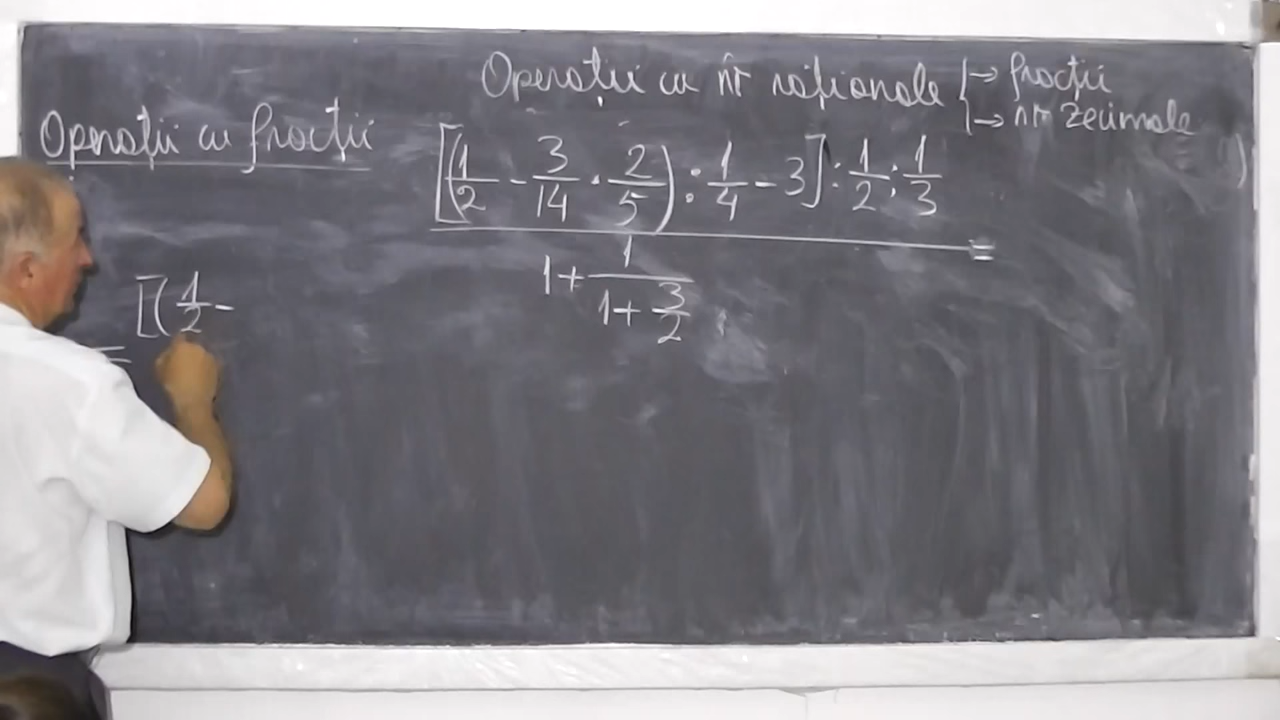 Operații cu nr raționale → fracții
→ nr zecimale
Operații cu fracții
[(1/2 - 3/14 · 2/5) : 1/4 - 3] : 1/2 : 1/3
1 + 1/(1 + 3/2) =
= [(1/2 -